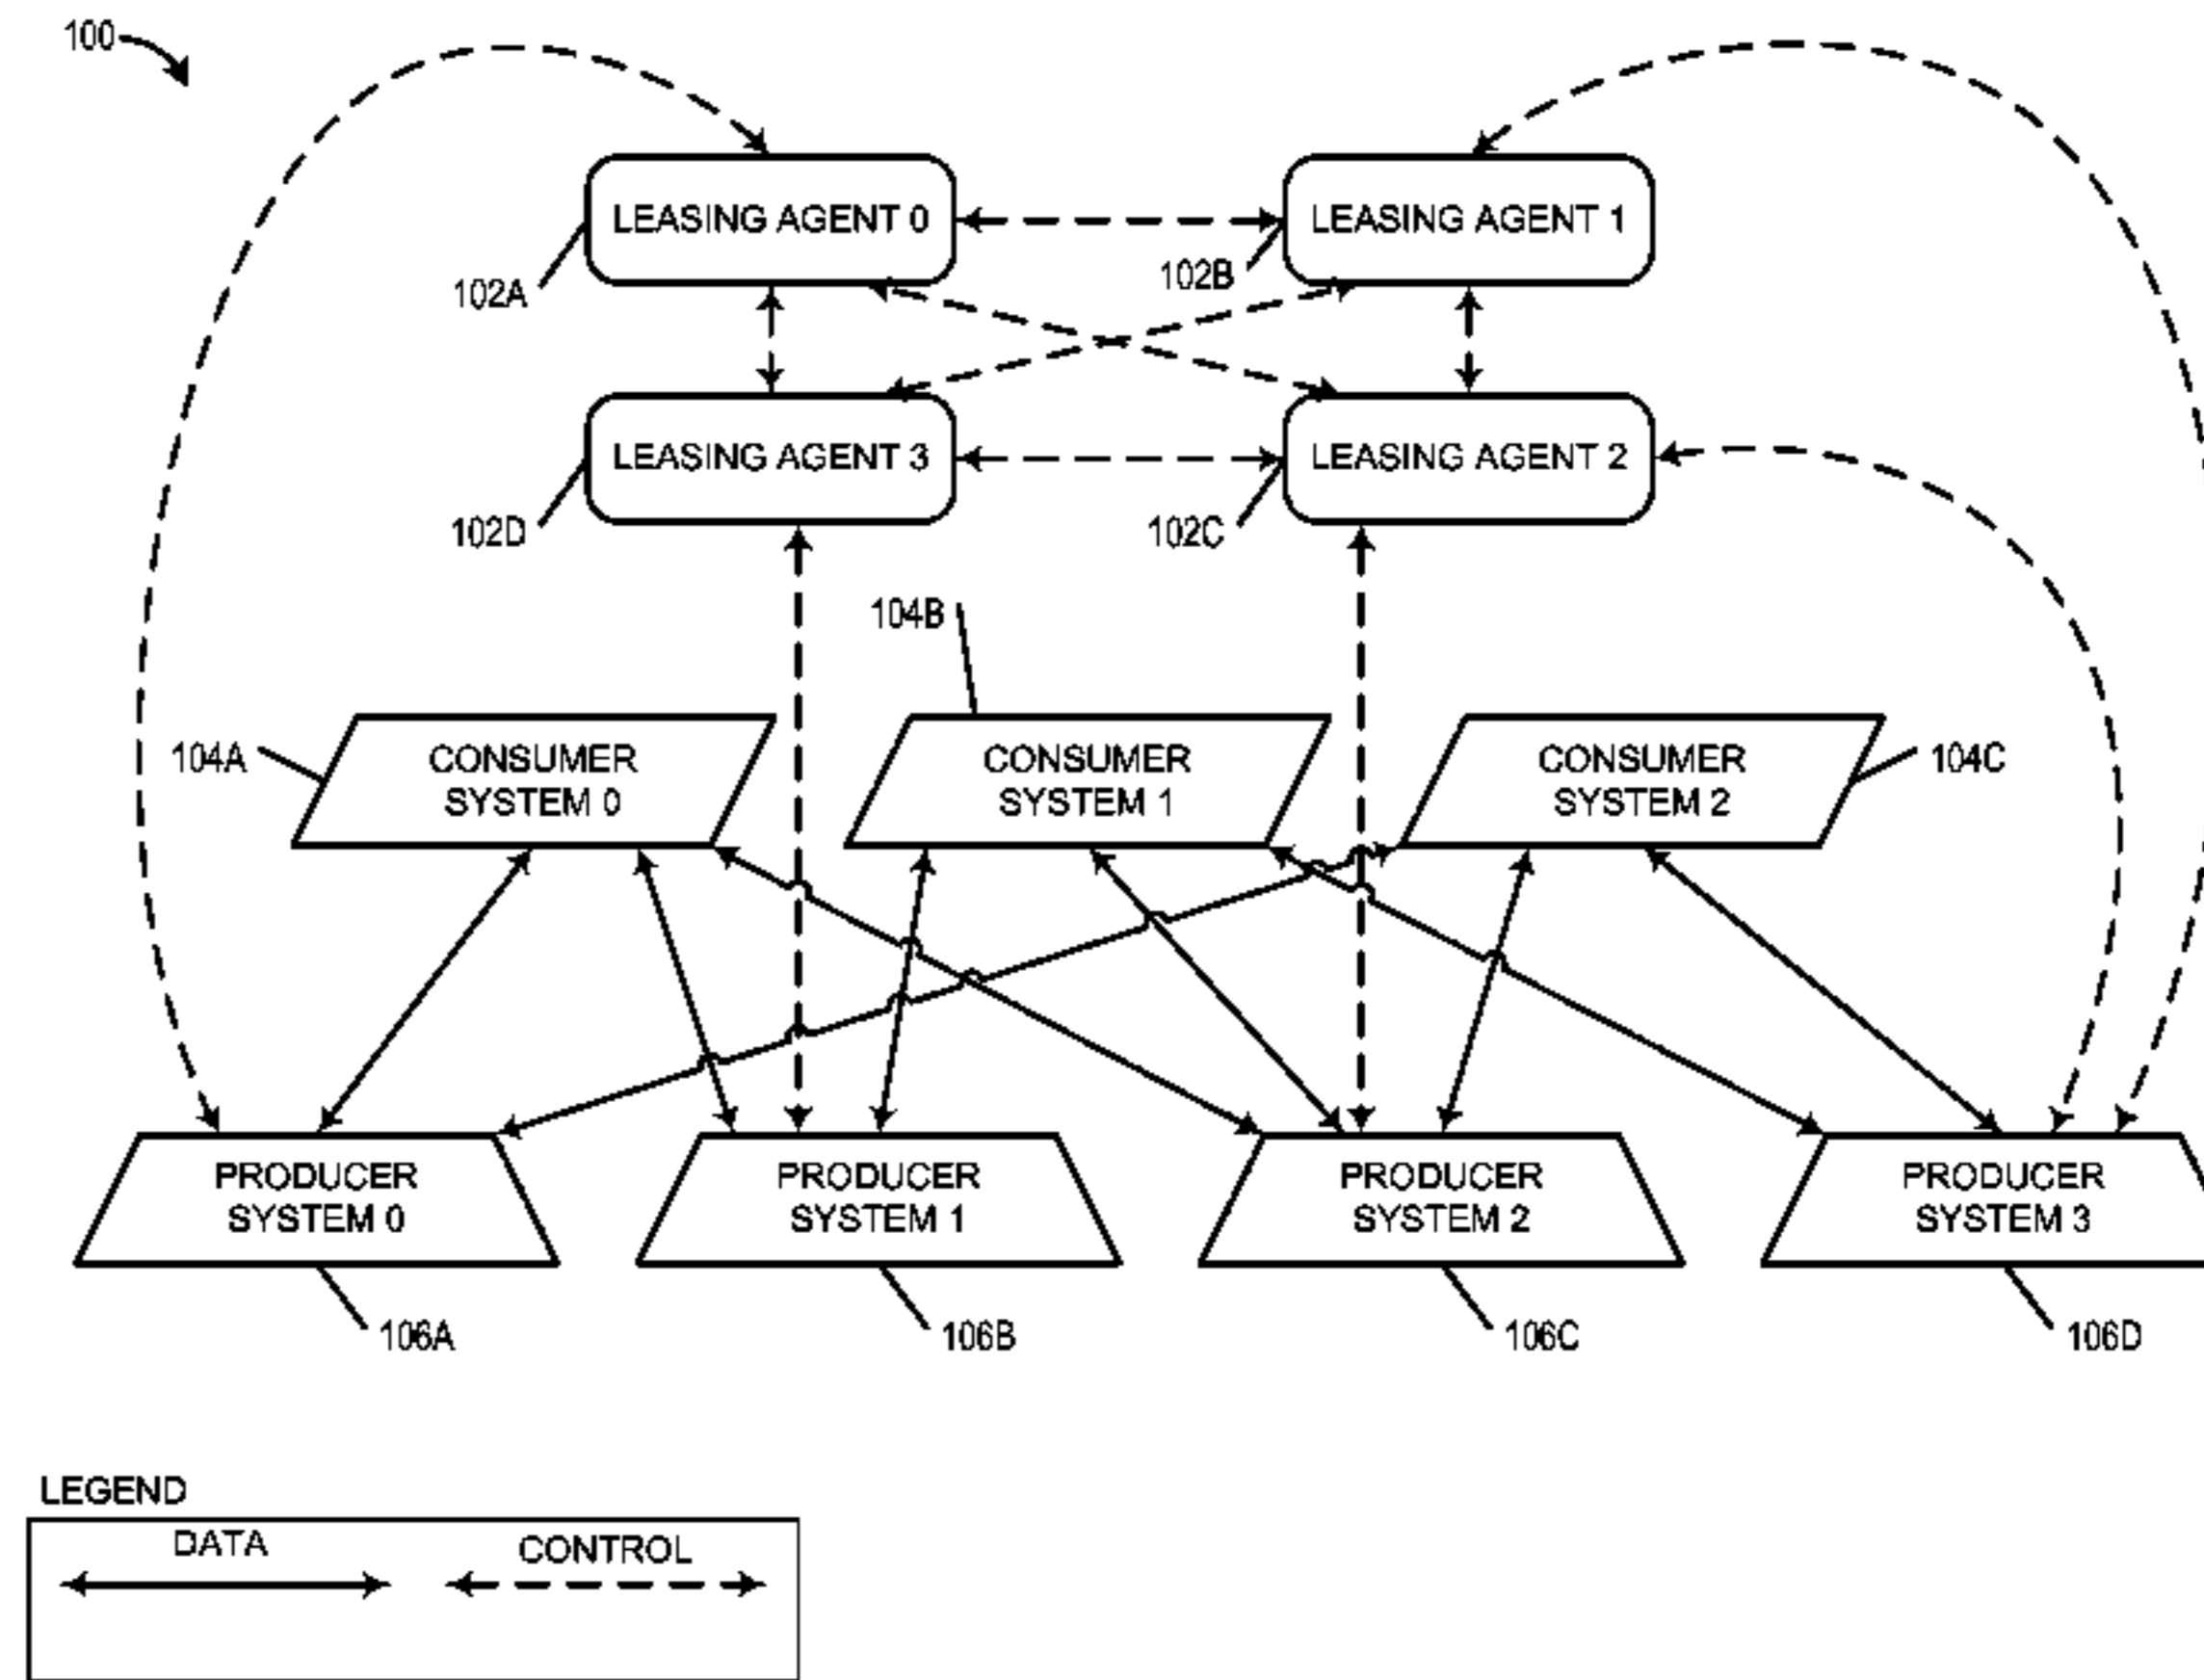 100
LEASING AGENT 0
LEASING AGENT 1
102A
102B
LEASING AGENT 3
LEASING AGENT 2
102D
102C
104B
104A
CONSUMER
SYSTEM 0
CONSUMER
SYSTEM 1
CONSUMER
SYSTEM 2
104C
PRODUCER
SYSTEM 0
PRODUCER
SYSTEM 1
PRODUCER
SYSTEM 2
PRODUCER
SYSTEM 3
106A
106B
106C
106D
LEGEND
DATA
CONTROL